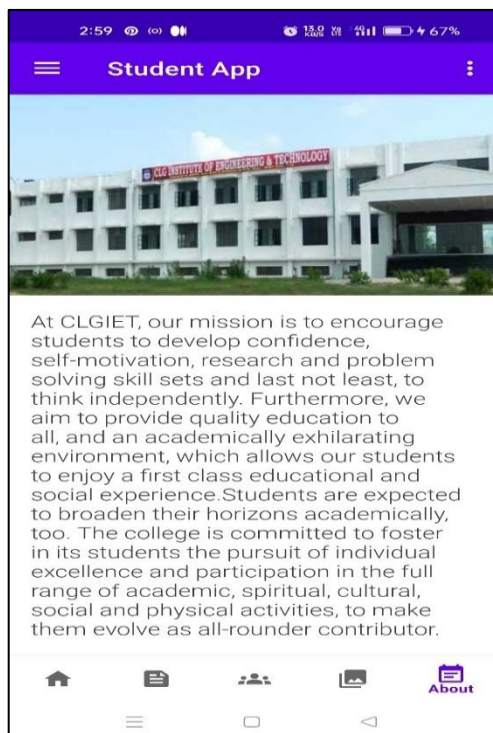 2:59 13.0 KB/S 4G 67%
Student App
CLG INSTITUTE OF ENGINEERING & TECHNOLOGY
At CLGIET, our mission is to encourage
students to develop confidence,
self-motivation, research and problem
solving skill sets and last not least, to
think independently. Furthermore, we
aim to provide quality education to
all, and an academically exhilarating
environment, which allows our students
to enjoy a first class educational and
social experience.Students are expected
to broaden their horizons academically,
too. The college is committed to foster
in its students the pursuit of individual
excellence and participation in the full
range of academic, spiritual, cultural,
social and physical activities, to make
them evolve as all-rounder contributor.
About